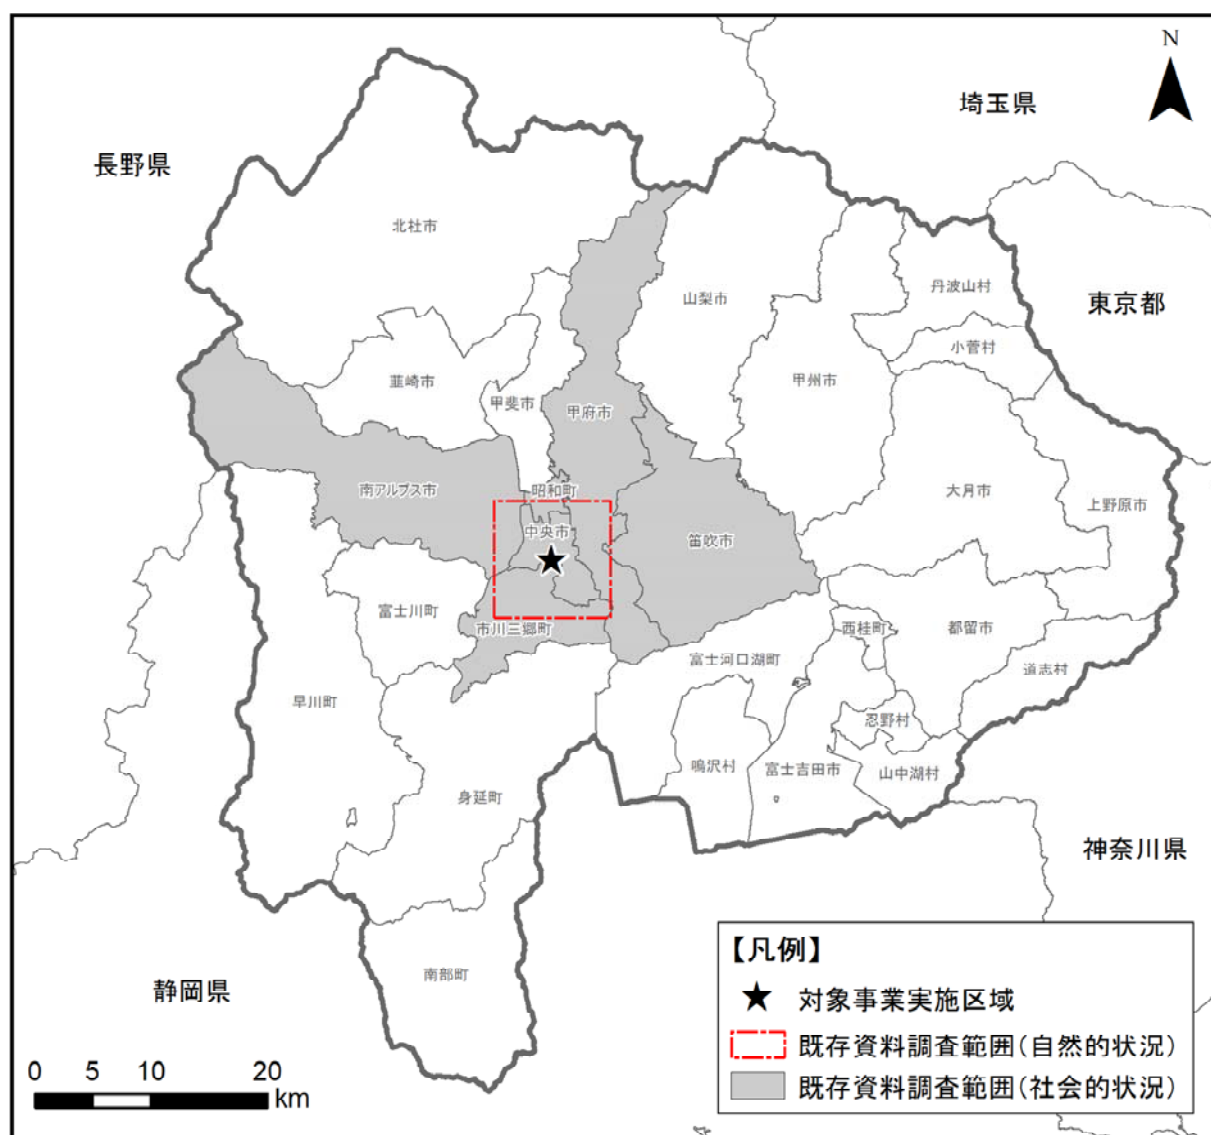 N
埼玉県
長野県
北社市
丹波山村
山梨市
東京都
小菅村
韮崎市
甲州市
甲斐市
甲府市
南アルプス市
昭和町
大月市
上野原市
中央市
笛吹市
富士川町
市川三郷町
西桂町
都留市
富士河口湖町
道志村
早川町
忍野村
鳴沢村
富士吉田市
山中湖村
身延町
神奈川県
南部町
静岡県
【凡例】
対象事業実施区域
既存資料調査範囲(自然的状況)
既存資料調査範囲(社会的状況)
0 5 10 20
km